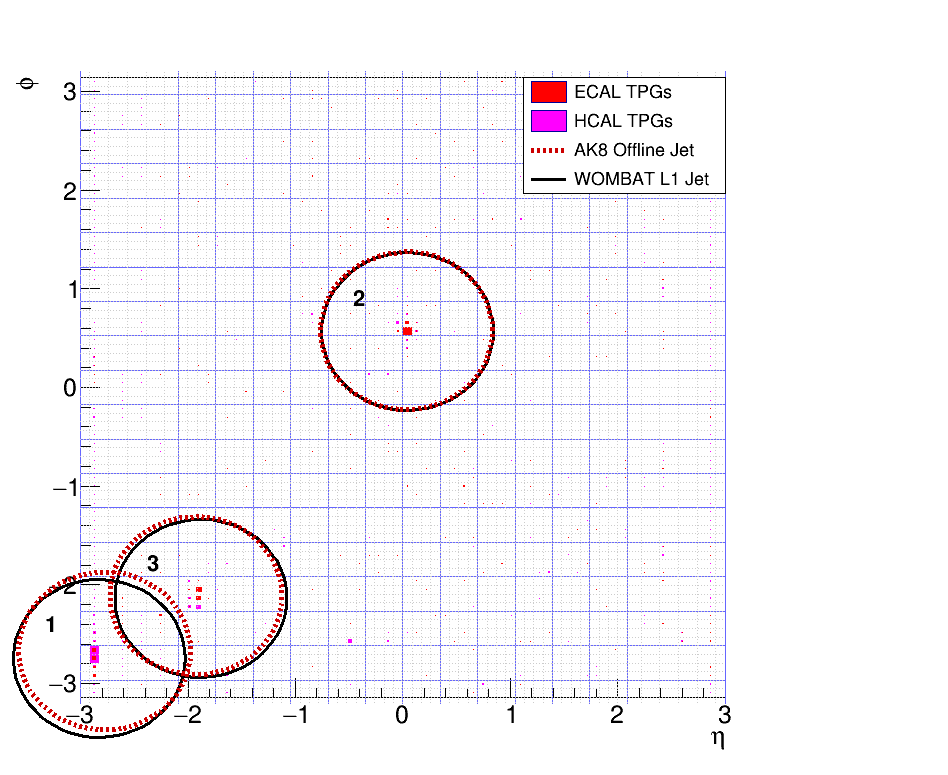 φ
3
ECAL TPGs
HCAL TPGs
AK8 Offline Jet
WOMBAT L1 Jet
2
1
2
0
−1
3
2
1
−3
−3 −2 −1 0 1 2 3
η